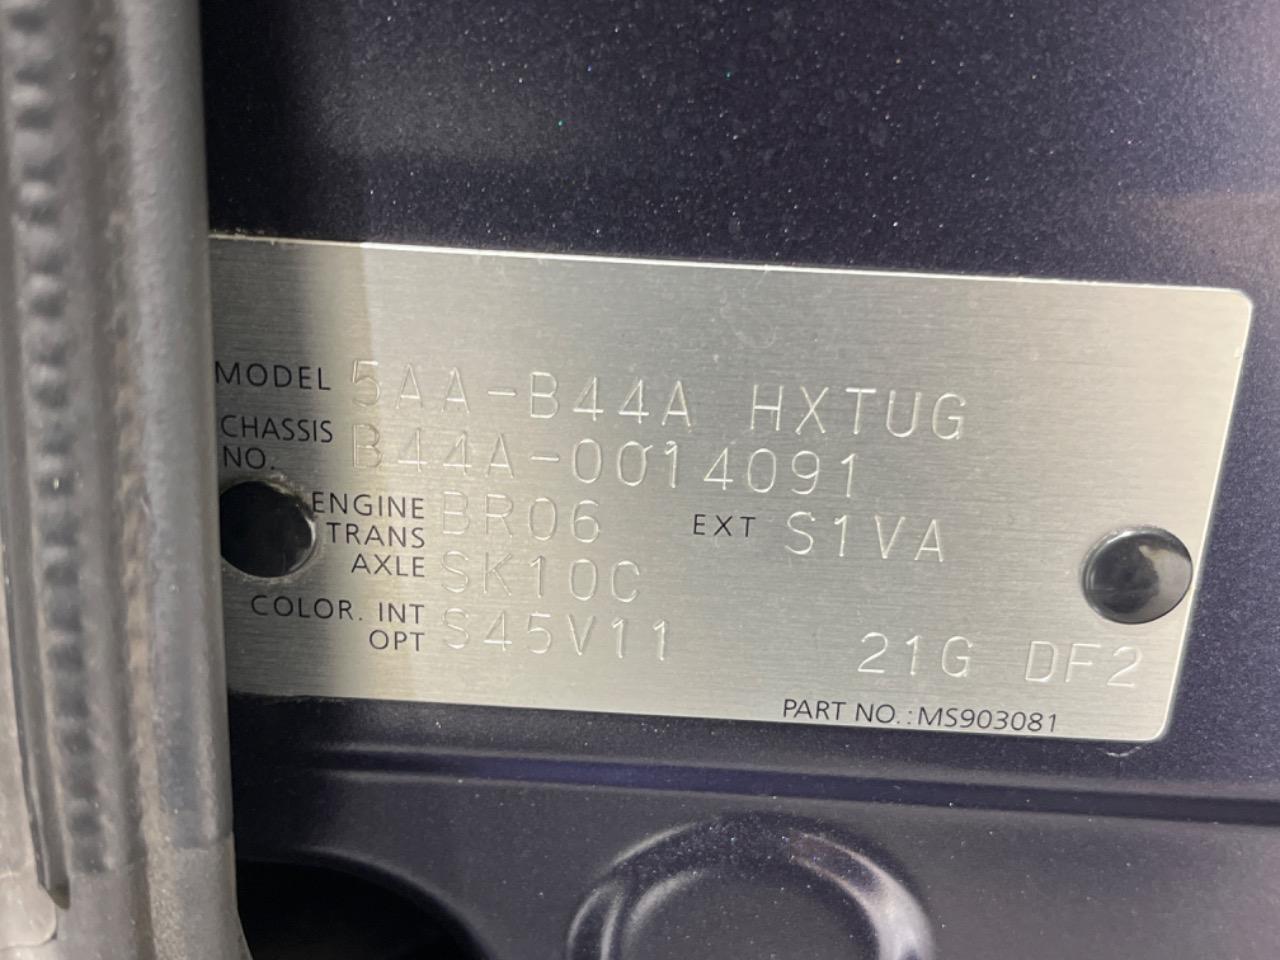 MODEL 5AA-B44A HXTUG
CHASSIS NO. B44A-0014091
ENGINE BR06 EXT S1VA
TRANS AXLE SK10C
COLOR. INT
OPT S45V11 21G DF2
PART NO.:MS903081